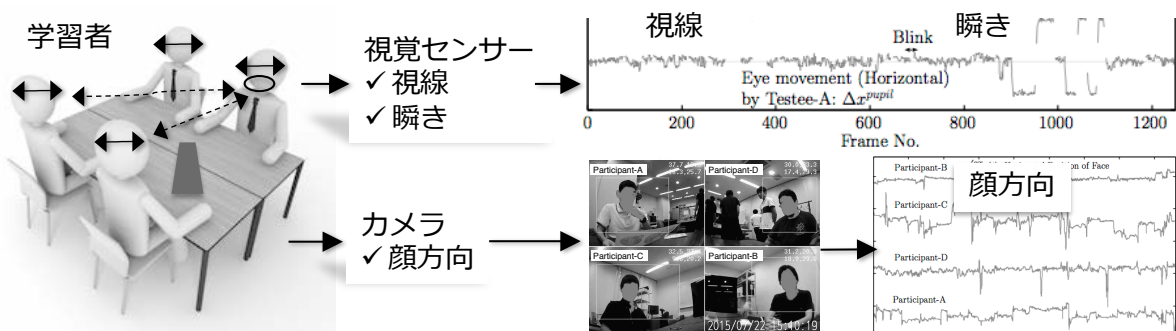 学習者
視覚センサー
✓ 視線
✓ 瞬き
視線
瞬き
Blink
Eye movement (Horizontal)
by Testee-A: Δx^pupil
0 200 400 600 800 1000 1200
Frame No.
カメラ
✓ 顔方向
Participant-A
Participant-D
Participant-C
Participant-B
2015/07/22-15:40:19
of Face
顔方向
Participant-B
Participant-C
Participant-D
Participant-A